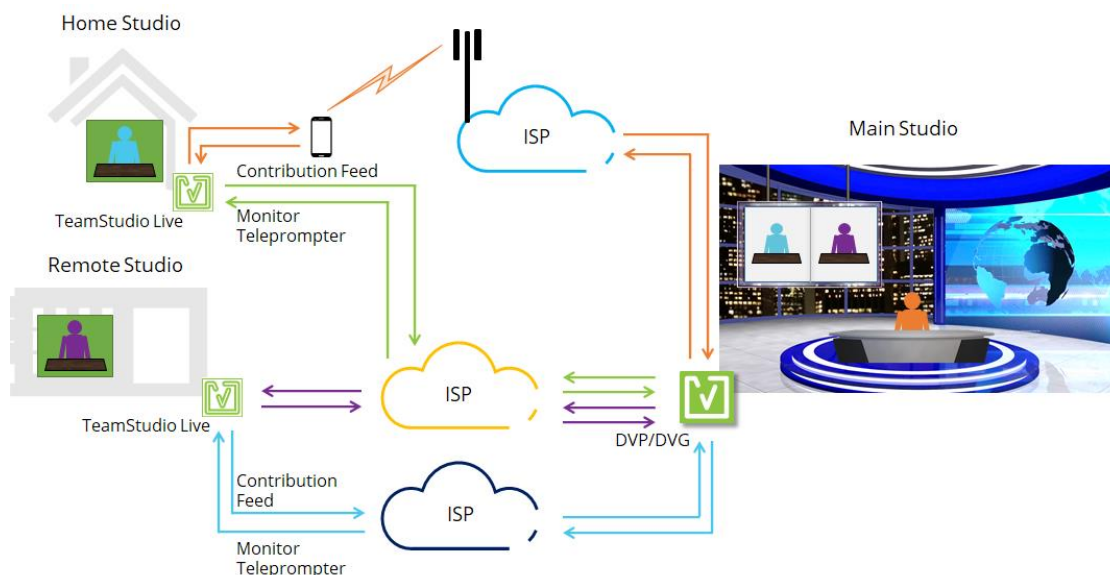 Home Studio
ISP
Main Studio
Contribution Feed
TeamStudio Live
Monitor
Teleprompter
Remote Studio
ISP
TeamStudio Live
DVP/DVG
Contribution
Feed
ISP
Monitor
Teleprompter